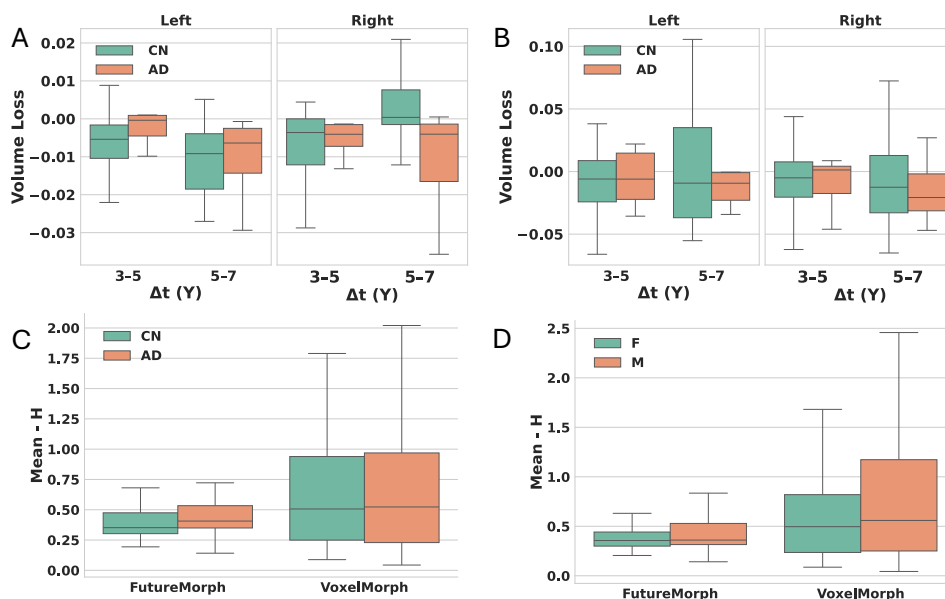 A
Left
Right
CN
AD
Volume Loss
0.02
0.01
0.00
−0.01
−0.02
−0.03
3–5
5–7
3–5
5–7
Δt (Y)
Δt (Y)
B
Left
Right
CN
AD
Volume Loss
0.10
0.05
0.00
−0.05
3–5
5–7
3–5
5–7
Δt (Y)
Δt (Y)
C
CN
AD
Mean - H
2.00
1.75
1.50
1.25
1.00
0.75
0.50
0.25
0.00
FutureMorph
VoxelMorph
D
F
M
Mean - H
2.5
2.0
1.5
1.0
0.5
0.0
FutureMorph
VoxelMorph